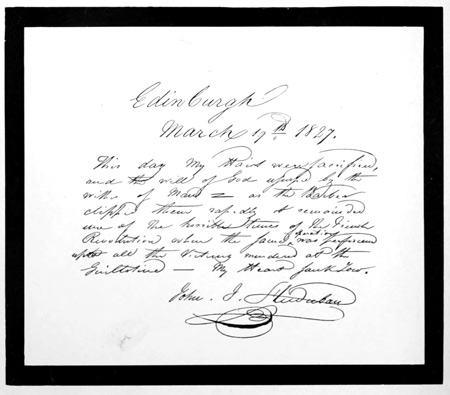 Edinburgh
March 19th 1827.
This day My Hairs were sacrificed,
and the will of God usurped by the
wishes of Man = as the Barber
clipped them rapidly it reminded
me of the horrible times of the French
Revolution when the same operation was performed
upon all the Victims murdered at the
Guillotine — My Heart sank low.
John. J. Audubon